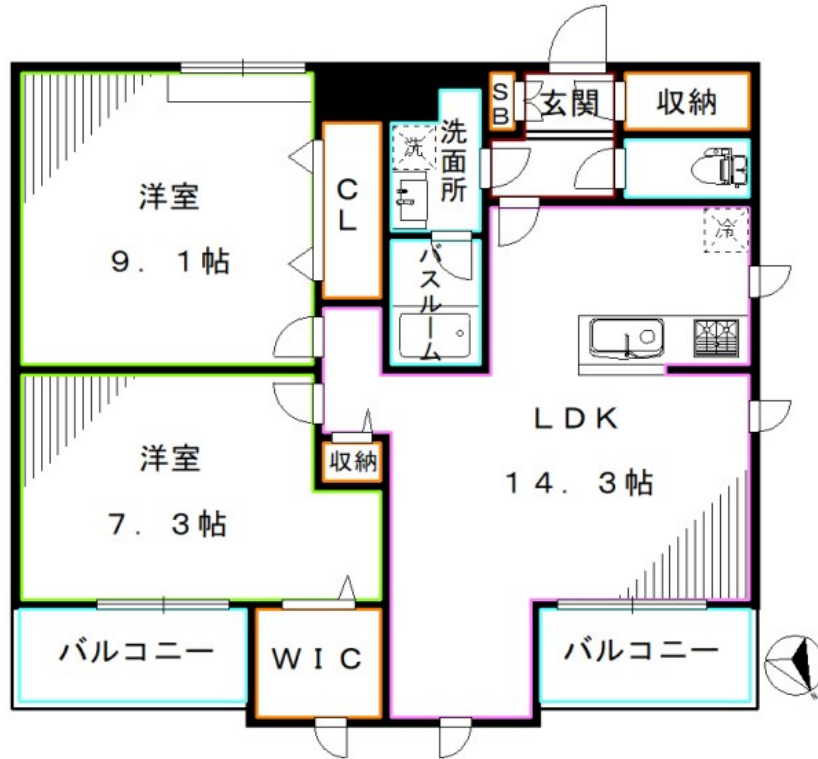 SB
玄関
収納
洗
洗面所
洋室
9.1帖
CL
冷
バスルーム
LDK
14.3帖
洋室
7.3帖
収納
バルコニー
WIC
バルコニー